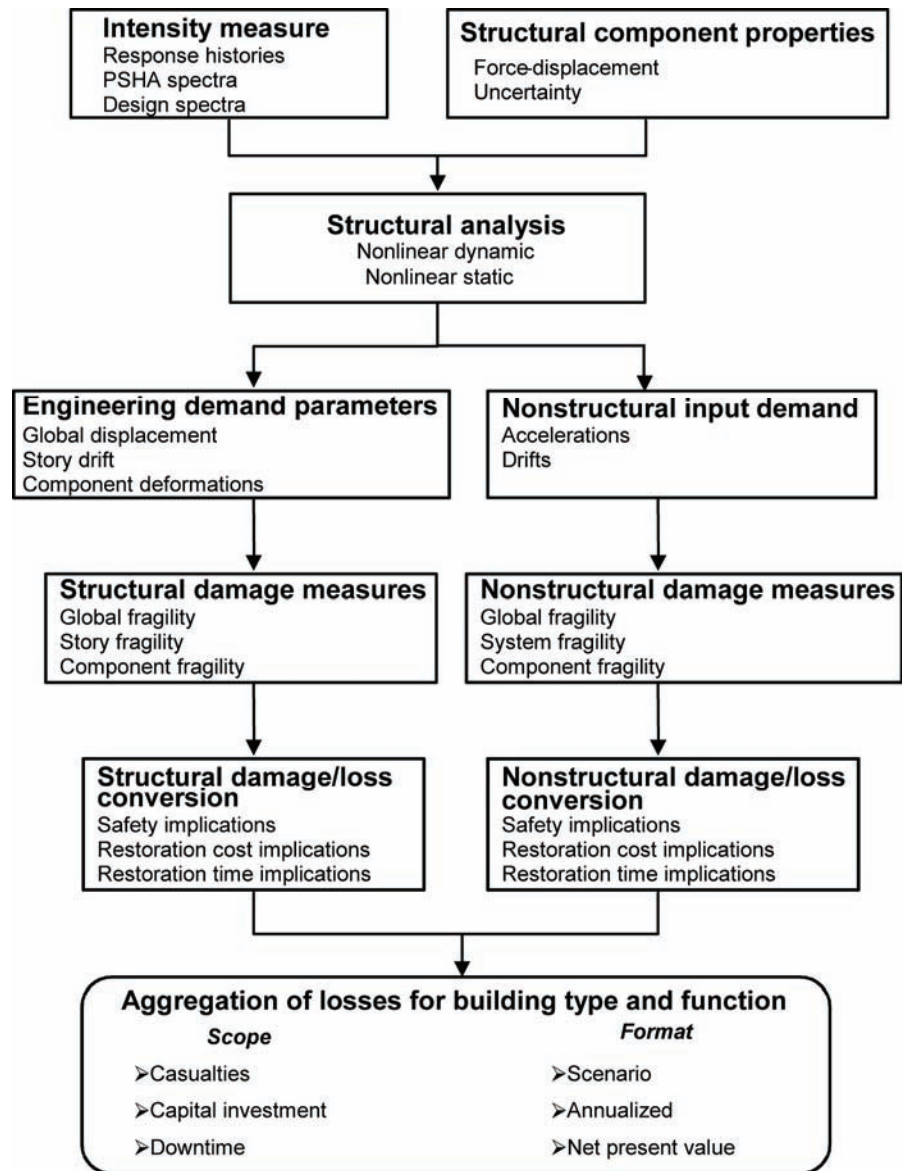 Intensity measure
Response histories
PSHA spectra
Design spectra
Structural component properties
Force-displacement
Uncertainty
Structural analysis
Nonlinear dynamic
Nonlinear static
Engineering demand parameters
Global displacement
Story drift
Component deformations
Nonstructural input demand
Accelerations
Drifts
Structural damage measures
Global fragility
Story fragility
Component fragility
Nonstructural damage measures
Global fragility
System fragility
Component fragility
Structural damage/loss
conversion
Safety implications
Restoration cost implications
Restoration time implications
Nonstructural damage/loss
conversion
Safety implications
Restoration cost implications
Restoration time implications
Aggregation of losses for building type and function
Scope
➢Casualties
➢Capital investment
➢Downtime
Format
➢Scenario
➢Annualized
➢Net present value